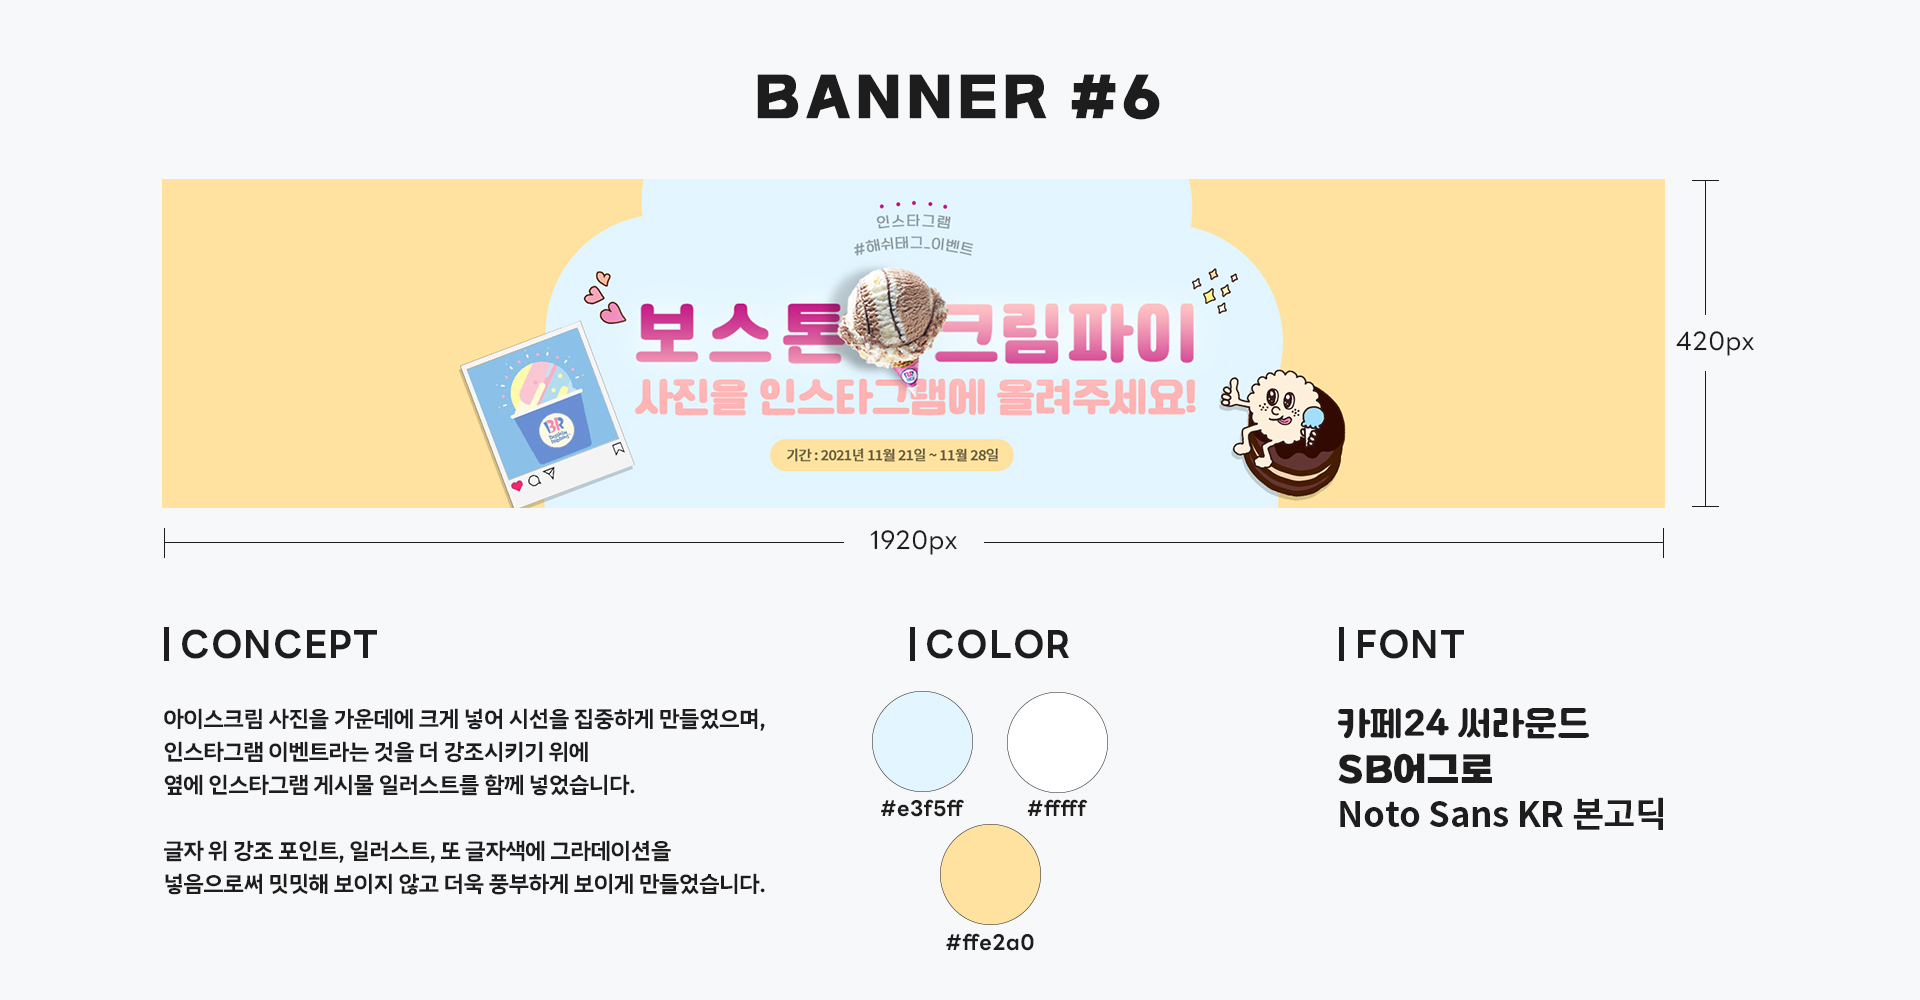 BANNER #6
인스타그램
#해쉬태그_이벤트
보스톤 크림파이
사진을 인스타그램에 올려주세요!
기간 : 2021년 11월 21일 ~ 11월 28일
BR
Baskin Robbins
420px
1920px
CONCEPT
아이스크림 사진을 가운데에 크게 넣어 시선을 집중하게 만들었으며,
인스타그램 이벤트라는 것을 더 강조시키기 위에
옆에 인스타그램 게시물 일러스트를 함께 넣었습니다.
글자 위 강조 포인트, 일러스트, 또 글자색에 그라데이션을
넣음으로써 밋밋해 보이지 않고 더욱 풍부하게 보이게 만들었습니다.
COLOR
#e3f5ff
#fffff
#ffe2a0
FONT
카페24 써라운드
SB어그로
Noto Sans KR 본고딕